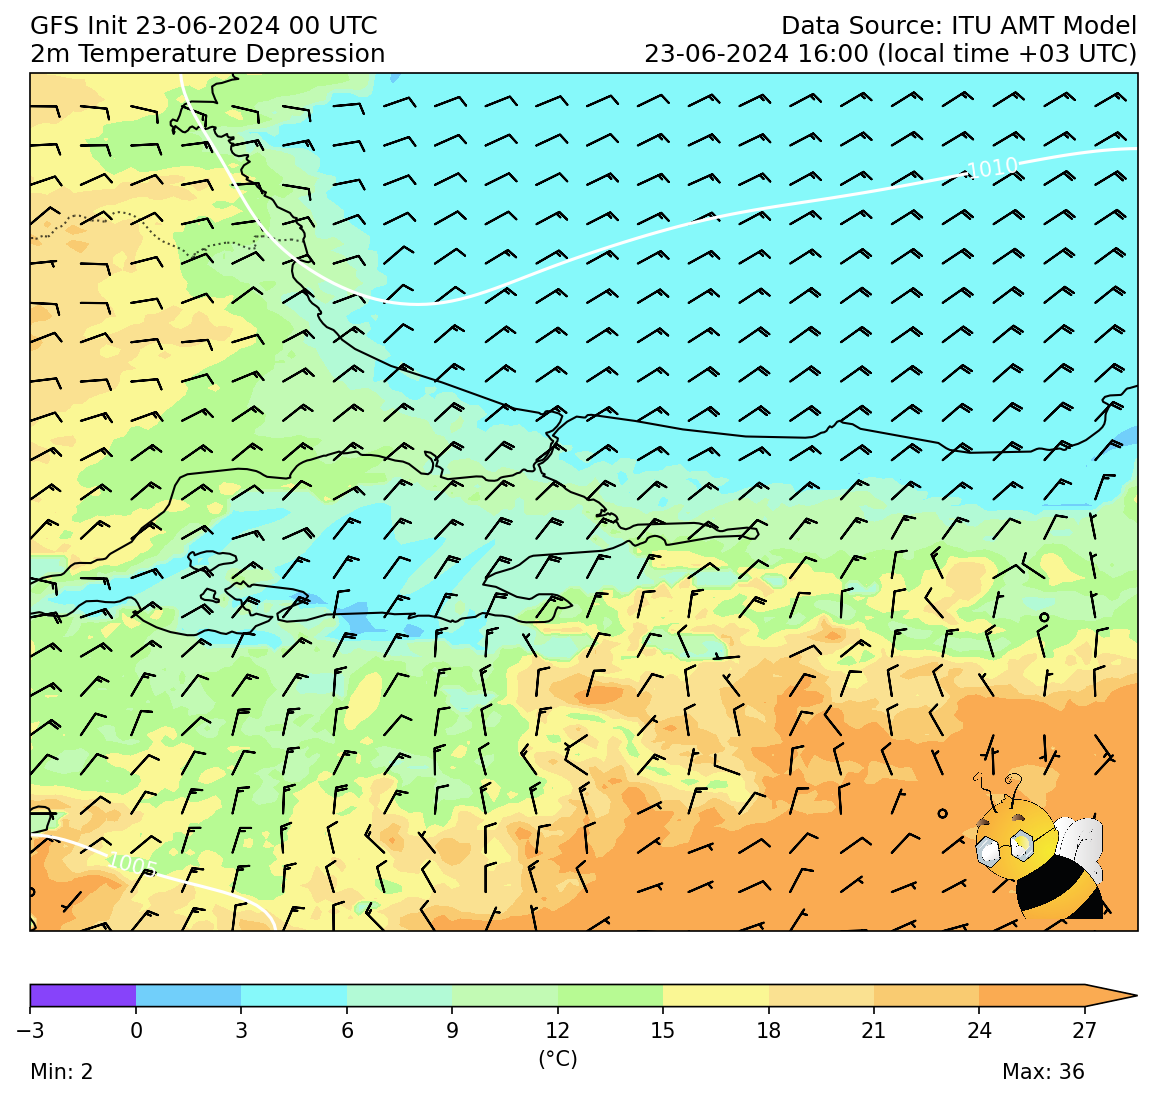 GFS Init 23-06-2024 00 UTC
2m Temperature Depression
Data Source: ITU AMT Model
23-06-2024 16:00 (local time +03 UTC)
1010
1005
−3 0 3 6 9 12 15 18 21 24 27
(°C)
Min: 2
Max: 36